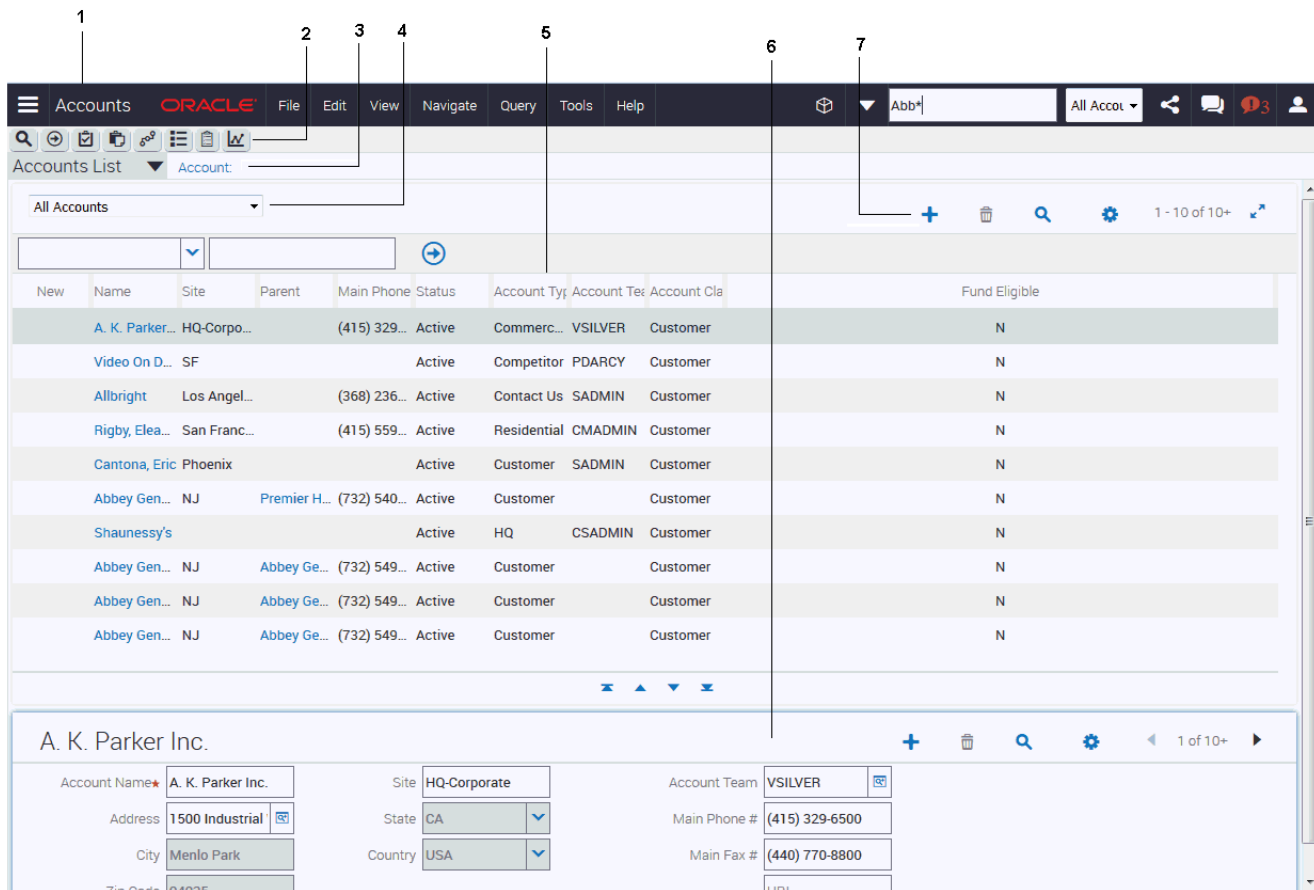 1
2
3
4
5
6
7
Accounts ORACLE File Edit View Navigate Query Tools Help Abb* All Accou 3
Accounts List Account:
All Accounts 1 - 10 of 10+
New Name Site Parent Main Phone Status Account Typ Account Tea Account Cla Fund Eligible
A. K. Parker... HQ-Corpo... (415) 329... Active Commerc... VSILVER Customer N
Video On D... SF Active Competitor PDARCY Customer N
Allbright Los Angel... (368) 236... Active Contact Us SADMIN Customer N
Rigby, Elea... San Franc... (415) 559... Active Residential CMADMIN Customer N
Cantona, Eric Phoenix Active Customer SADMIN Customer N
Abbey Gen... NJ Premier H... (732) 540... Active Customer Customer N
Shaunessy's Active HQ CSADMIN Customer N
Abbey Gen... NJ Abbey Ge... (732) 549... Active Customer Customer N
Abbey Gen... NJ Abbey Ge... (732) 549... Active Customer Customer N
Abbey Gen... NJ Abbey Ge... (732) 549... Active Customer Customer N
A. K. Parker Inc. 1 of 10+
Account Name★ A. K. Parker Inc. Site HQ-Corporate Account Team VSILVER
Address 1500 Industrial State CA Main Phone # (415) 329-6500
City Menlo Park Country USA Main Fax # (440) 770-8800
Zip Code URL